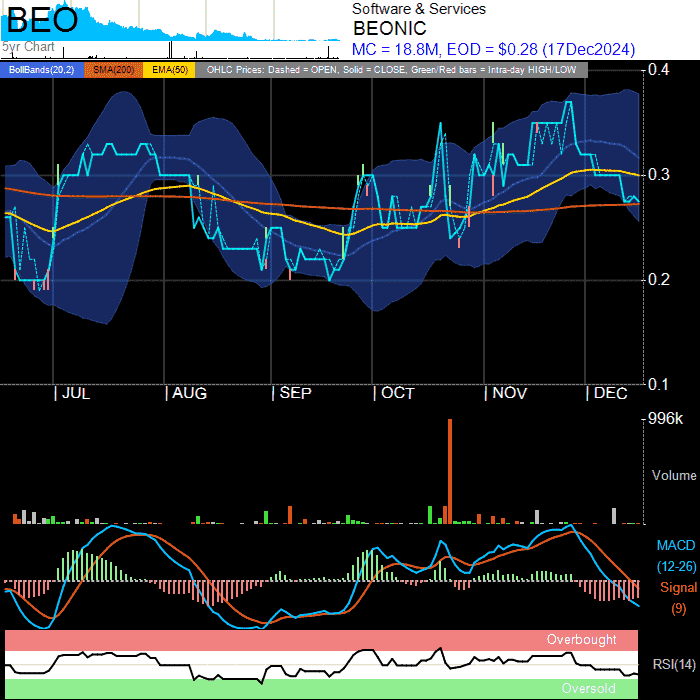 BEO
5yr Chart
Software & Services
BEONIC
MC = 18.8M, EOD = $0.28 (17Dec2024)
BollBands(20,2) SMA(200) EMA(50) OHLC Prices: Dashed = OPEN, Solid = CLOSE, Green/Red bars = Intra-day HIGH/LOW
0.4
0.3
0.2
0.1
JUL AUG SEP OCT NOV DEC
996k
Volume
MACD
(12-26)
Signal
(9)
Overbought
RSI(14)
Oversold